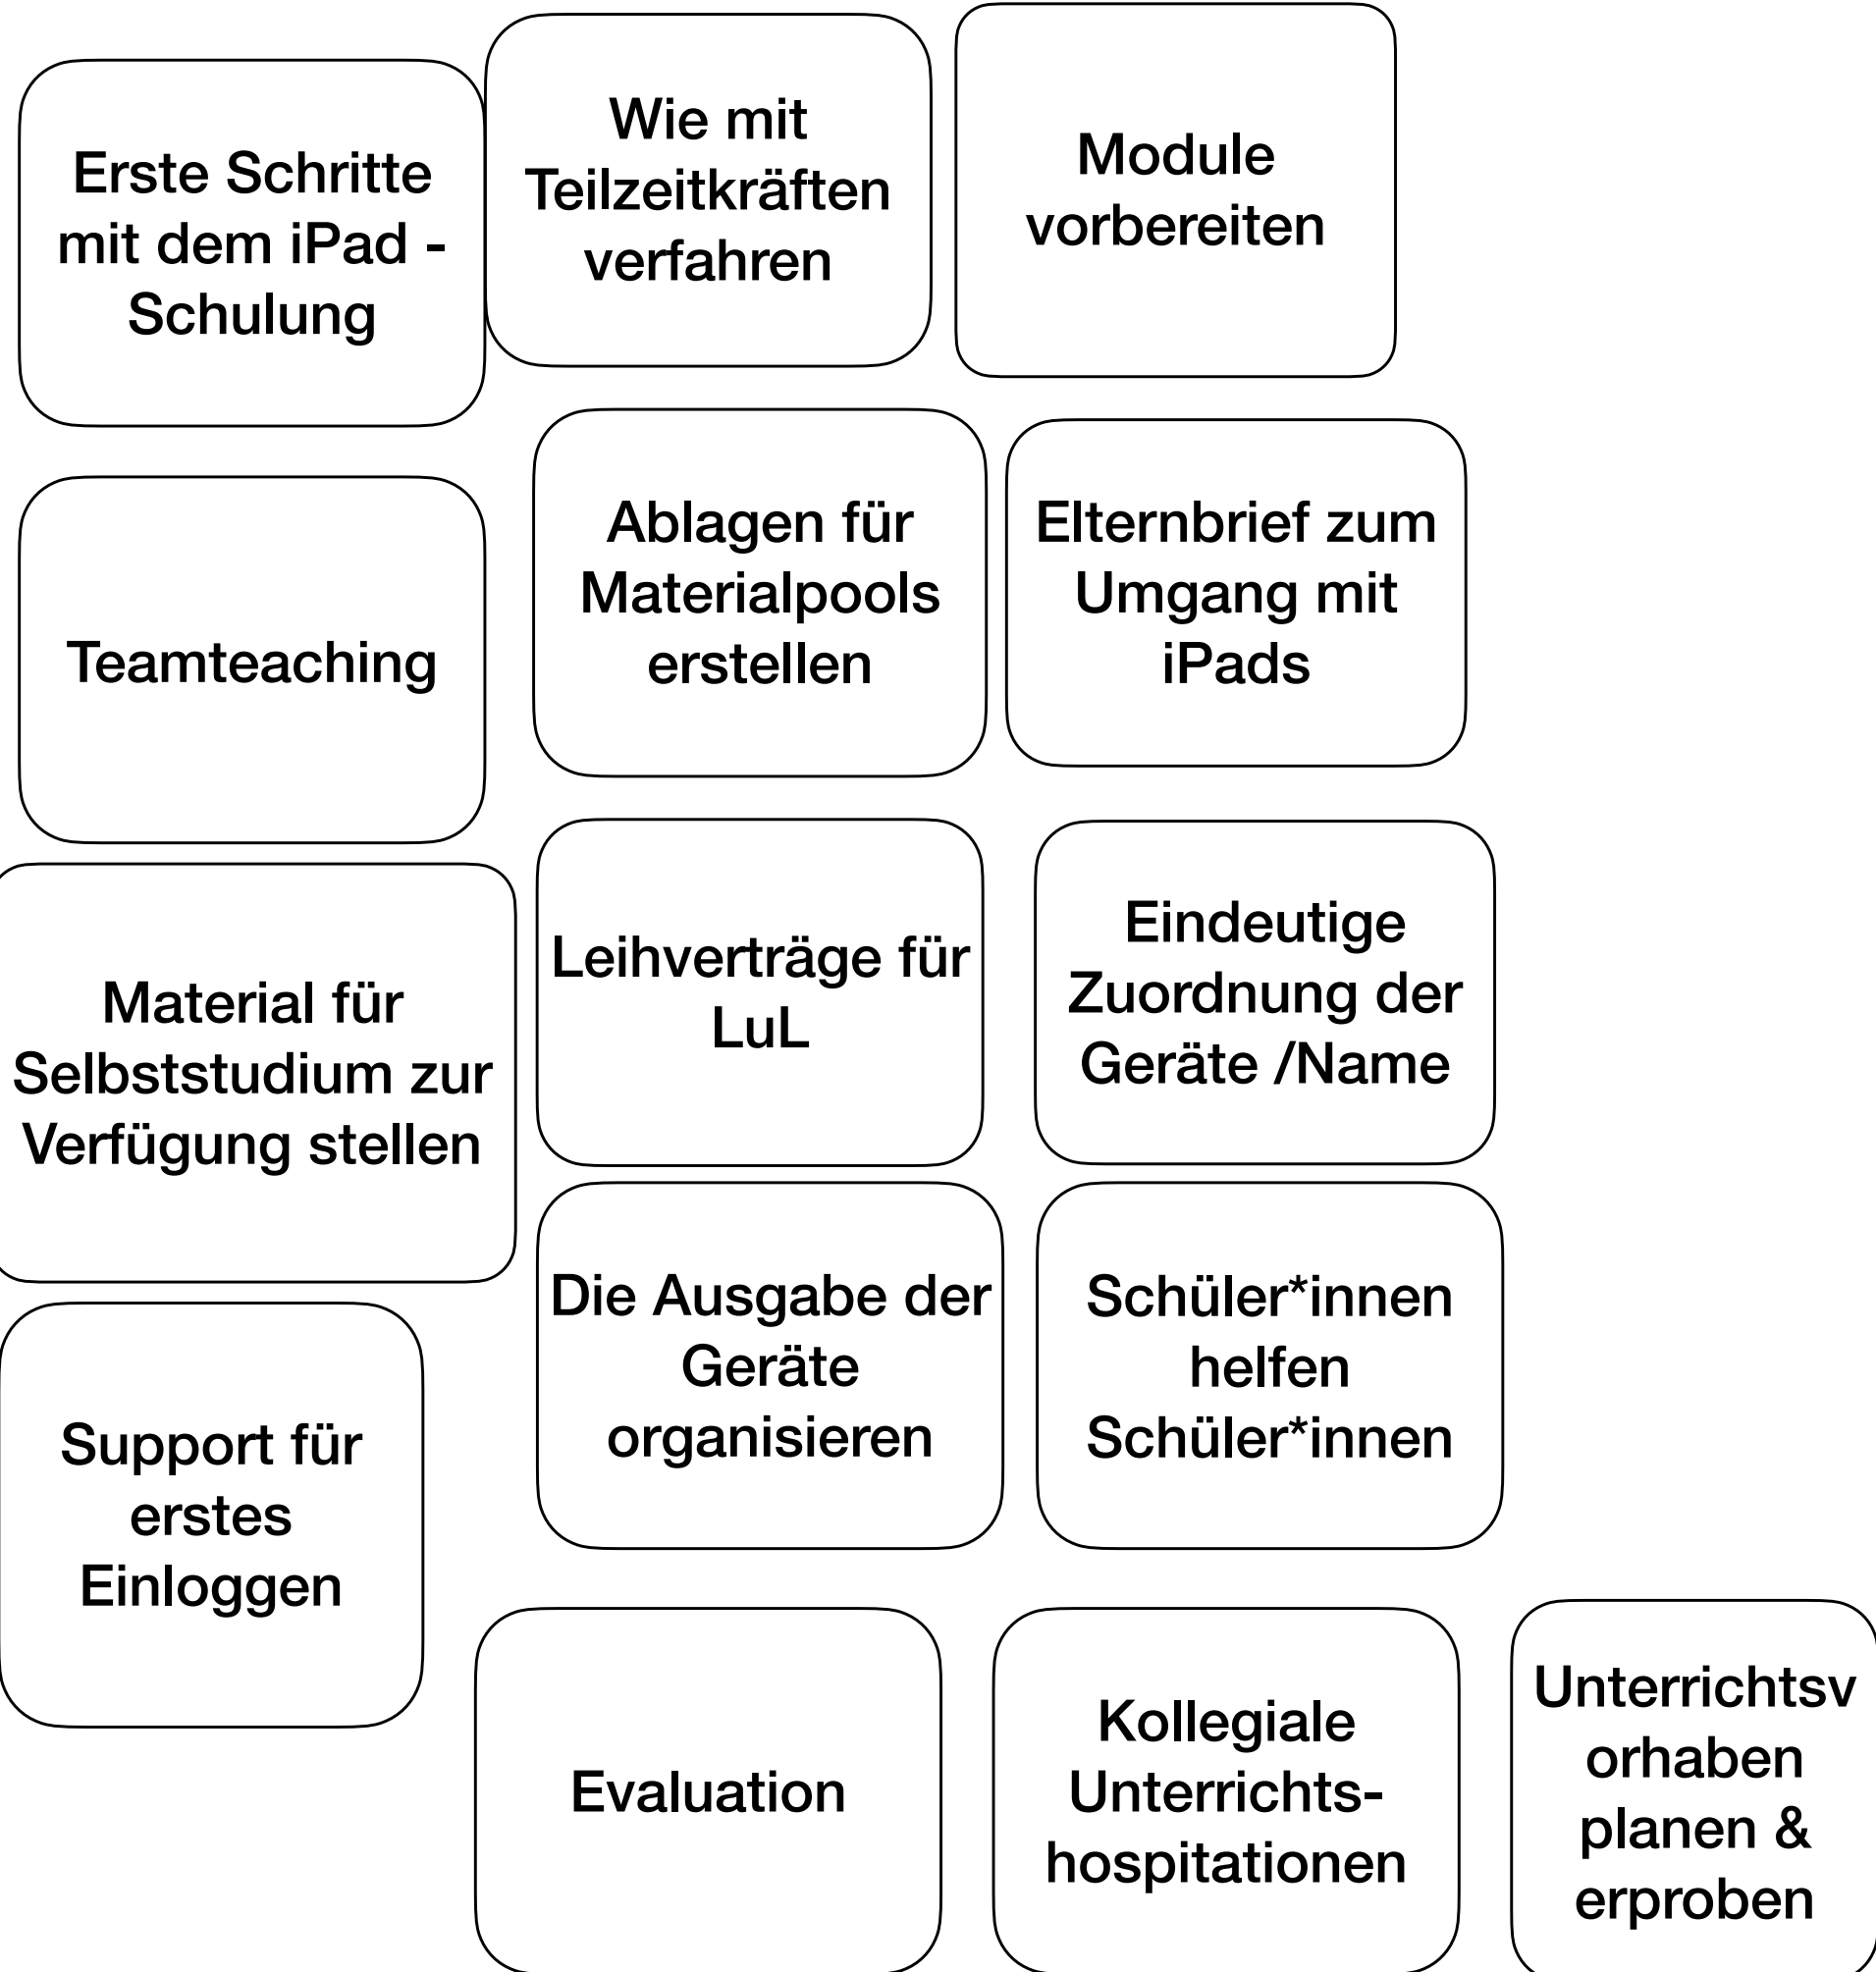 Erste Schritte
mit dem iPad -
Schulung
Wie mit
Teilzeitkräften
verfahren
Module
vorbereiten
Teamteaching
Ablagen für
Materialpools
erstellen
Elternbrief zum
Umgang mit
iPads
Material für
Selbststudium zur
Verfügung stellen
Leihverträge für
LuL
Eindeutige
Zuordnung der
Geräte /Name
Support für
erstes
Einloggen
Die Ausgabe der
Geräte
organisieren
Schüler*innen
helfen
Schüler*innen
Evaluation
Kollegiale
Unterrichts-
hospitationen
Unterrichtsv
orhaben
planen &
erproben